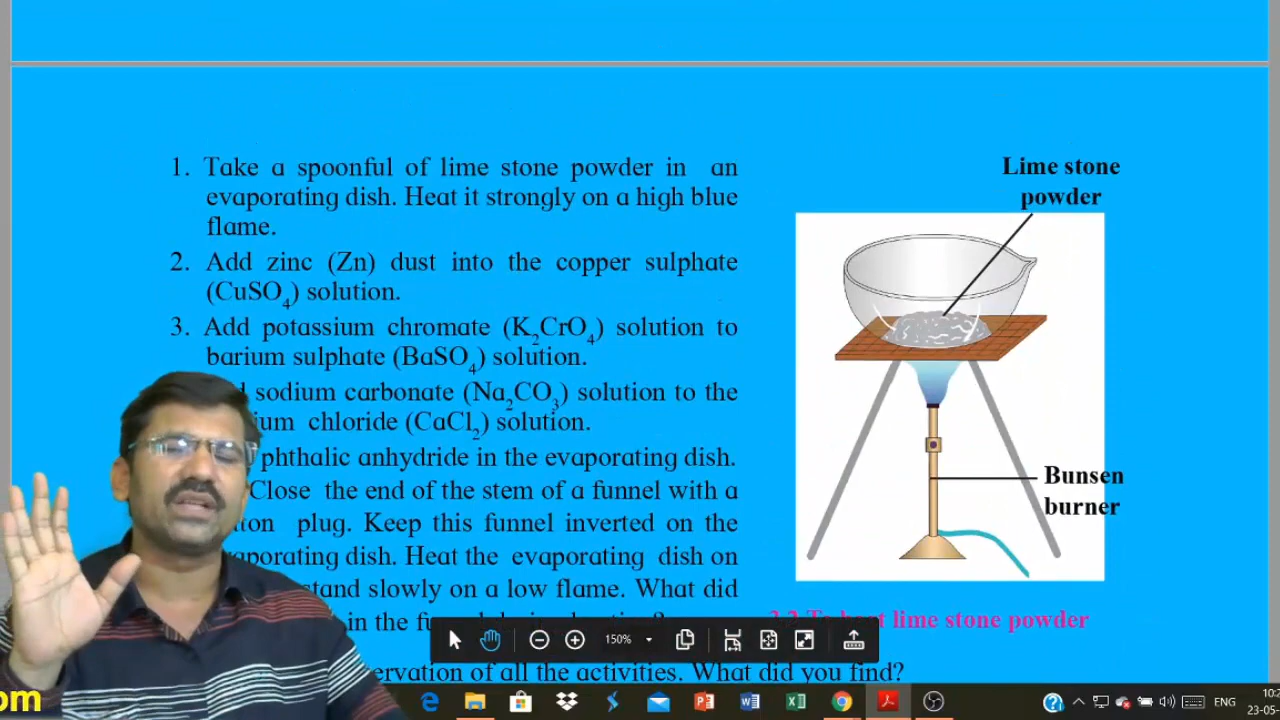 1. Take a spoonful of lime stone powder in an
evaporating dish. Heat it strongly on a high blue
flame.
2. Add zinc (Zn) dust into the copper sulphate
(CuSO4) solution.
3. Add potassium chromate (K2CrO4) solution to
barium sulphate (BaSO4) solution.
sodium carbonate (Na2CO3) solution to the
chloride (CaCl2) solution.
phthalic anhydride in the evaporating dish.
Close the end of the stem of a funnel with a
plug. Keep this funnel inverted on the
dish. Heat the evaporating dish on
slowly on a low flame. What did
in the
of all the activities. What did you find?
Lime stone
powder
Bunsen
burner
lime stone powder
150%
om
ENG